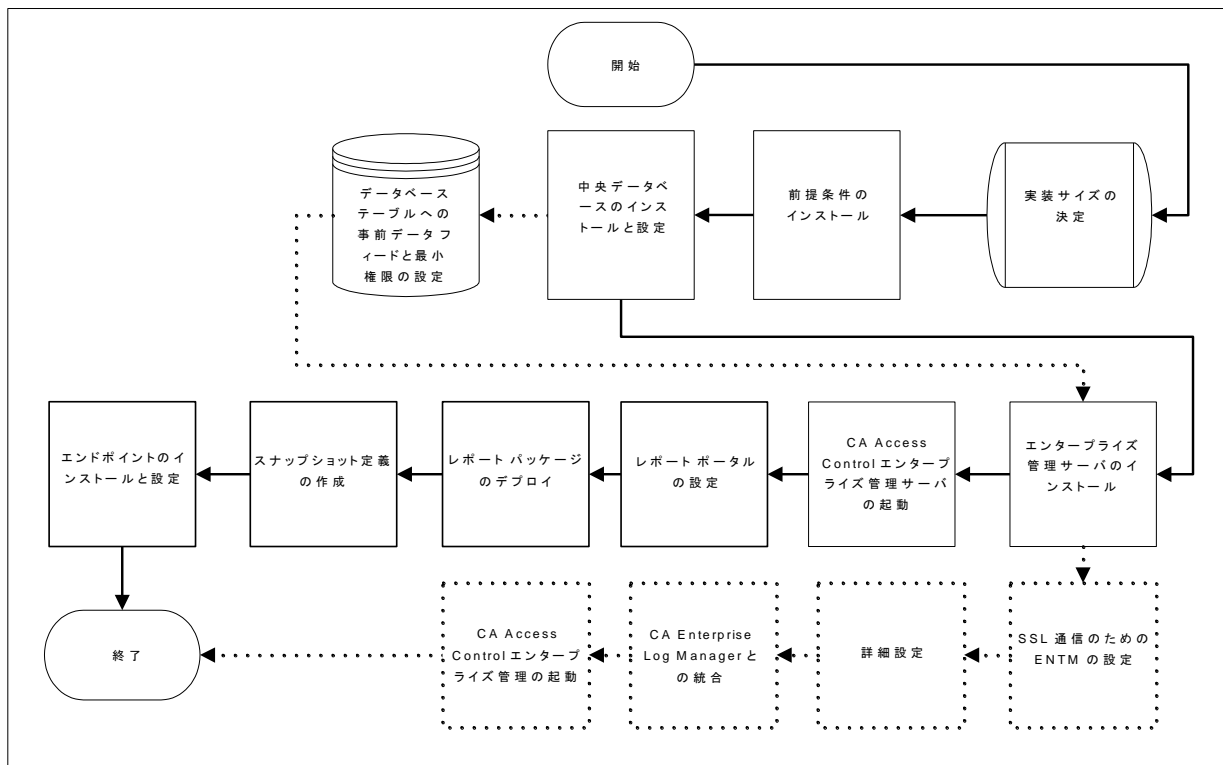 開始
データベース
テーブルへの
事前データフ
ィードと最小
権限の設定
中央データベ
ースのインス
トールと設定
前提条件の
インストール
実装サイズの
決定
エンドポイントのイ
ンストールと設定
スナップショット定義
の作成
レポート パッケージ
のデプロイ
レポート ポータル
の設定
CA Access
Control エンタープ
ライズ管理サーバ
の起動
エンタープライズ
管理サーバのイ
ンストール
終了
CA Access
Control エンタープ
ライズ管理の起動
CA Enterprise
Log Manager と
の統合
詳細設定
SSL 通信のための
ENTM の設定